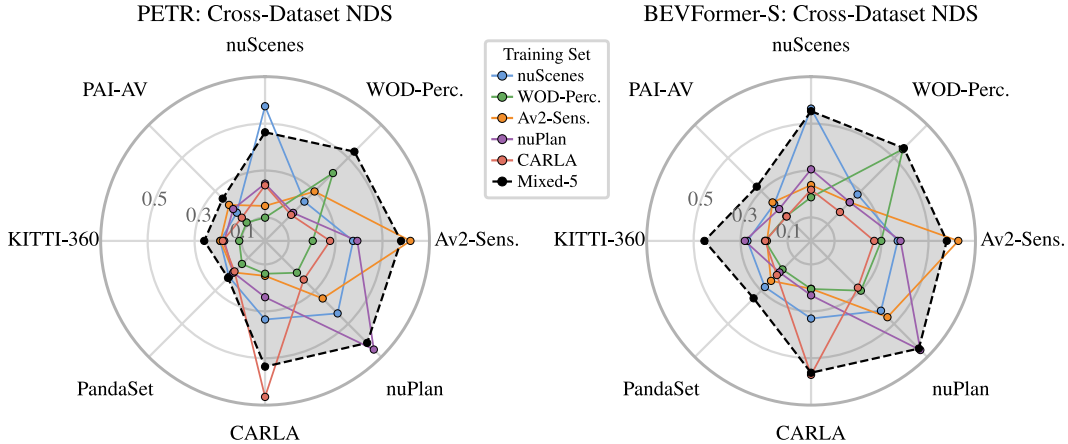 PETR: Cross-Dataset NDS
nuScenes
PAI-AV
WOD-Perc.
0.5
0.3
0.1
KITTI-360
Av2-Sens.
PandaSet
nuPlan
CARLA
Training Set
nuScenes
WOD-Perc.
Av2-Sens.
nuPlan
CARLA
Mixed-5
BEVFormer-S: Cross-Dataset NDS
nuScenes
PAI-AV
WOD-Perc.
0.5
0.3
0.1
KITTI-360
Av2-Sens.
PandaSet
nuPlan
CARLA